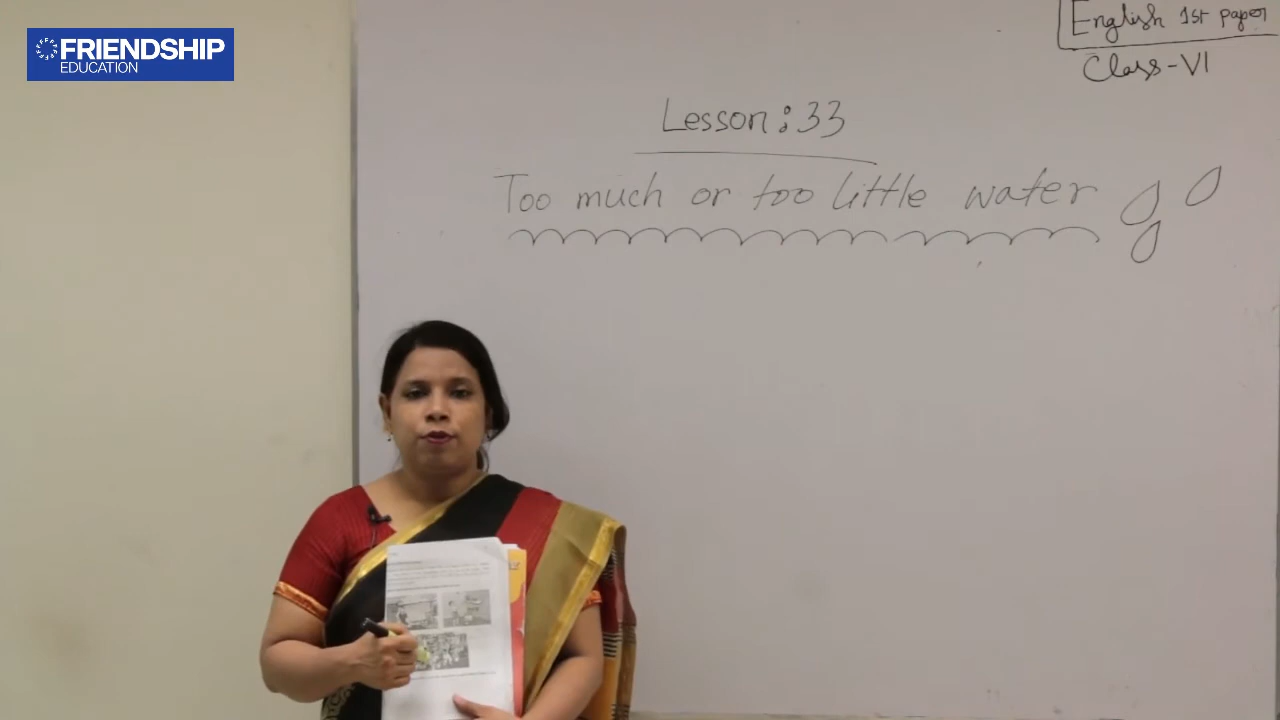 FRIENDSHIP
EDUCATION
English 1st paper
Class-VI
Lesson: 33
Too much or too little water